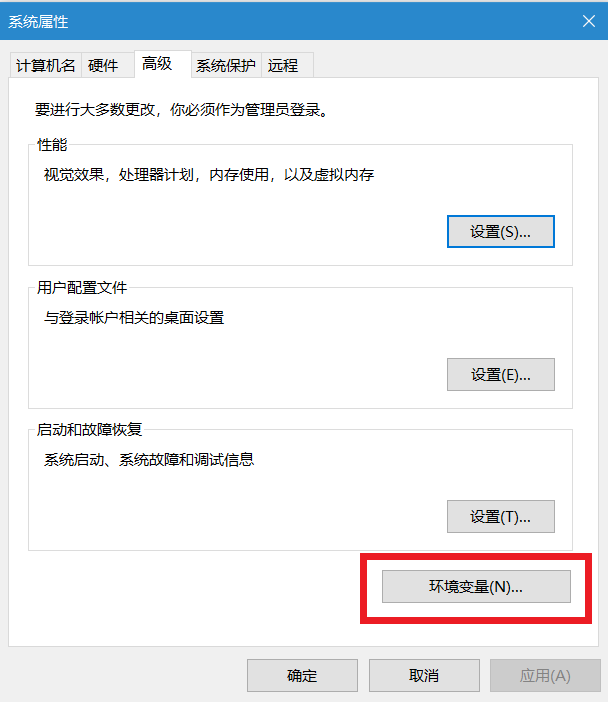 系统属性
计算机名 硬件 高级 系统保护 远程
要进行大多数更改，你必须作为管理员登录。
性能
视觉效果，处理器计划，内存使用，以及虚拟内存
设置(S)...
用户配置文件
与登录帐户相关的桌面设置
设置(E)...
启动和故障恢复
系统启动、系统故障和调试信息
设置(T)...
环境变量(N)...
确定 取消 应用(A)